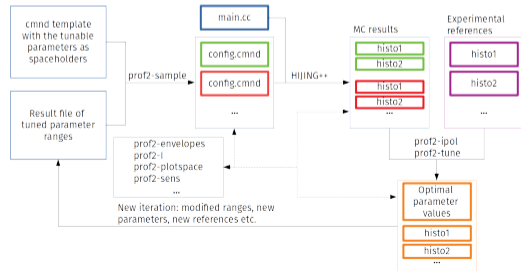 cmnd template
with the tunable
parameters as
spaceholders
main.cc
MC results
Experimental
references
config.cmnd
config.cmnd
...
prof2-sample
HIJING++
histo1
histo2
histo1
histo2
...
histo1
histo2
...
Result file of
tuned parameter
ranges
prof2-envelopes
prof2-I
prof2-plotspace
prof2-sens
...
prof2-ipol
prof2-tune
New iteration: modified ranges, new
parameters, new references etc.
Optimal
parameter
values
histo1
histo2
...